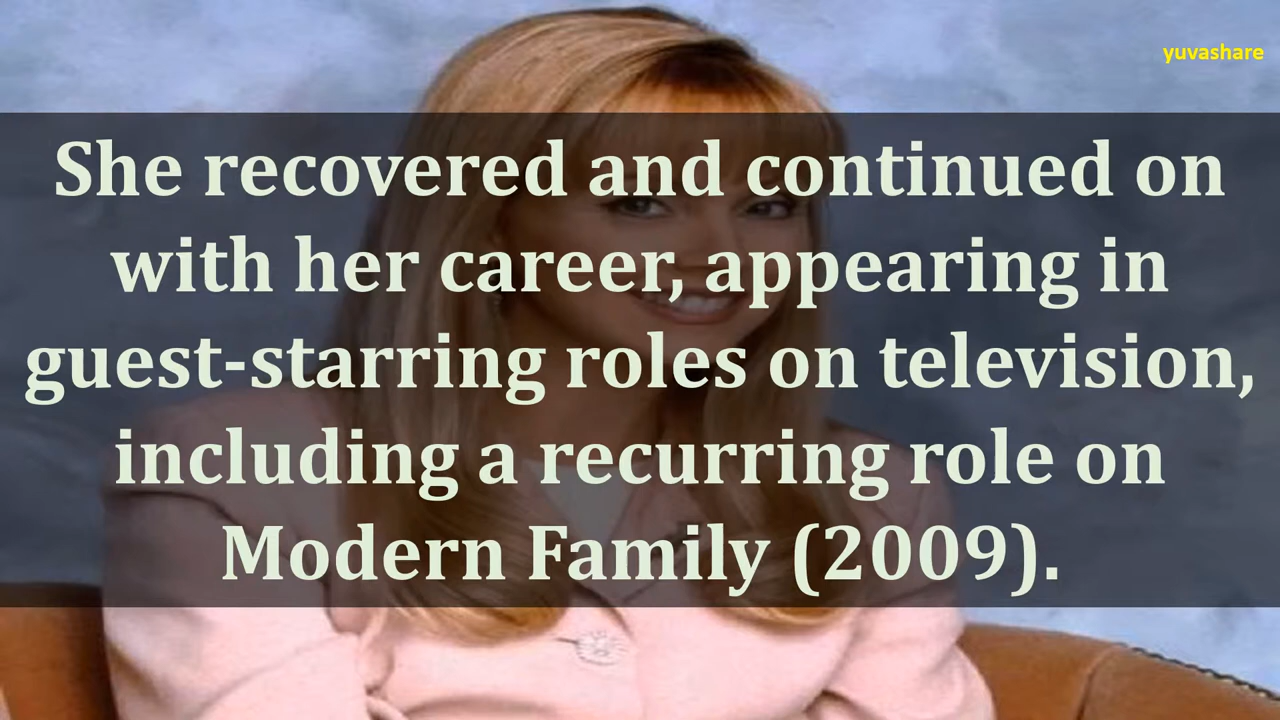 yuvashare
She recovered and continued on
with her career, appearing in
guest-starring roles on television,
including a recurring role on
Modern Family (2009).